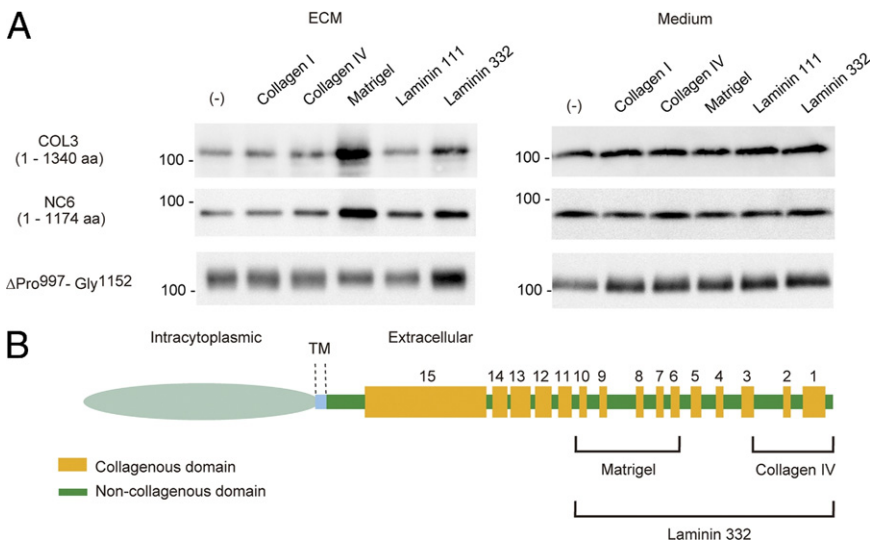 A
ECM
Medium
(-) Collagen I Collagen IV Matrigel Laminin 111 Laminin 332
(-) Collagen I Collagen IV Matrigel Laminin 111 Laminin 332
COL3
(1 - 1340 aa)
100 -
100 -
NC6
(1 - 1174 aa)
100 -
100 -
ΔPro997- Gly1152
100 -
100 -
B
Intracytoplasmic
TM
Extracellular
15 14 13 12 11 10 9 8 7 6 5 4 3 2 1
Matrigel
Collagen IV
Collagenous domain
Non-collagenous domain
Laminin 332